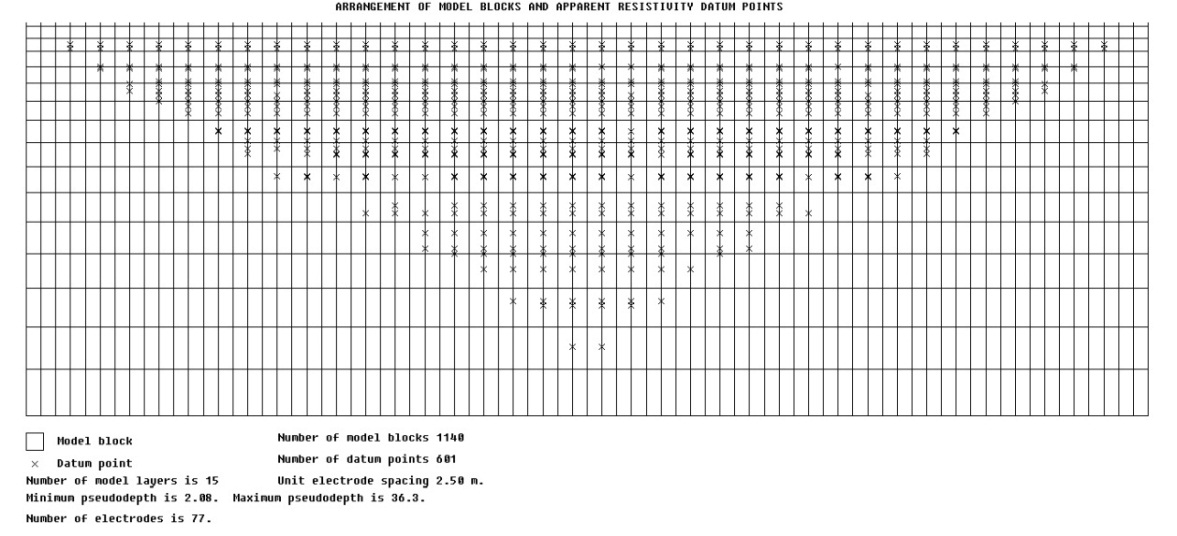 ARRANGEMENT OF MODEL BLOCKS AND APPARENT RESISTIVITY DATUM POINTS
Model block
Number of model blocks 1140
Datum point
Number of datum points 601
Number of model layers is 15
Unit electrode spacing 2.50 m.
Minimum pseudodepth is 2.08. Maximum pseudodepth is 36.3.
Number of electrodes is 77.